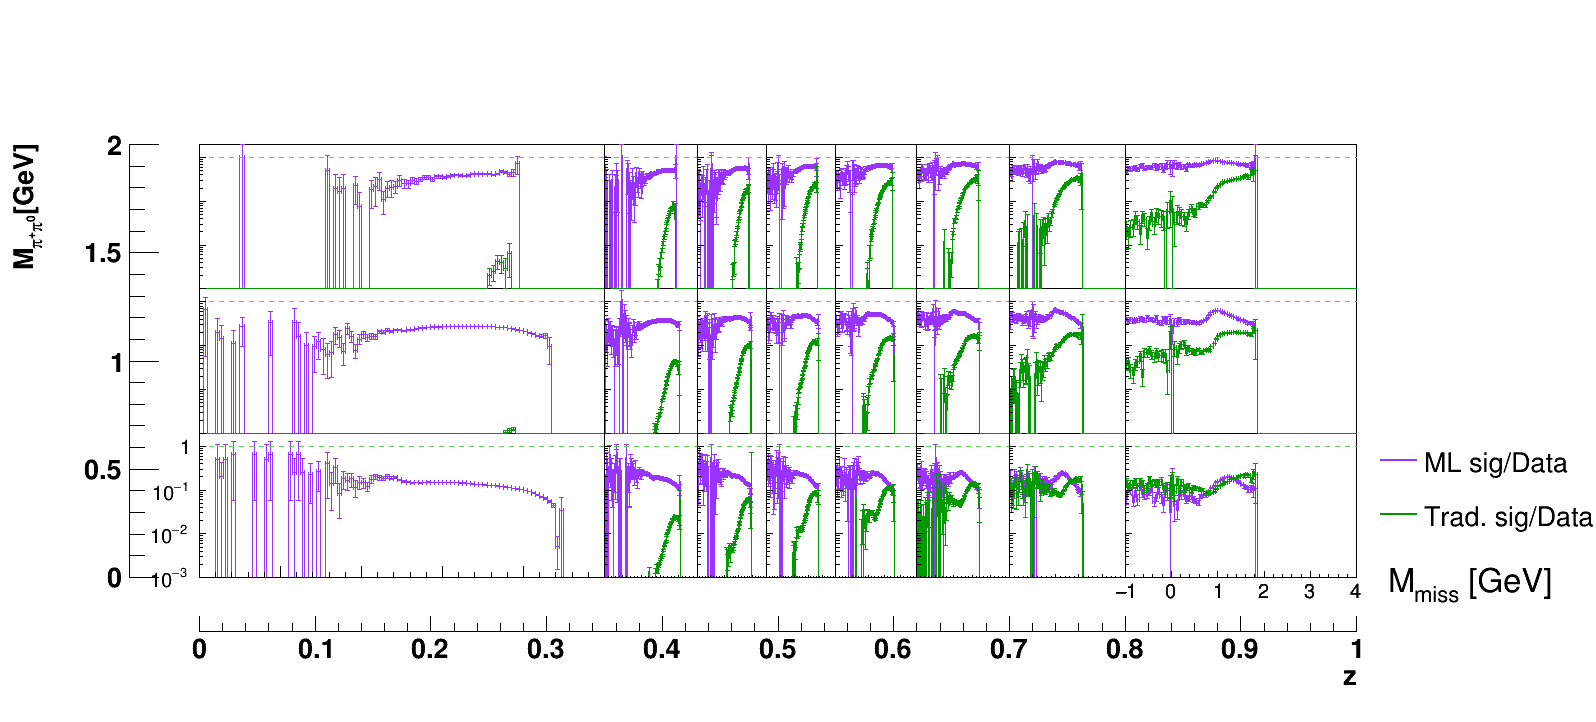 M_{π⁺π⁰}[GeV]
2
1.5
1
0.5
0
1
10⁻¹
10⁻²
10⁻³
ML sig/Data
Trad. sig/Data
−1 0 1 2 3 4
M_{miss} [GeV]
0 0.1 0.2 0.3 0.4 0.5 0.6 0.7 0.8 0.9 1
z